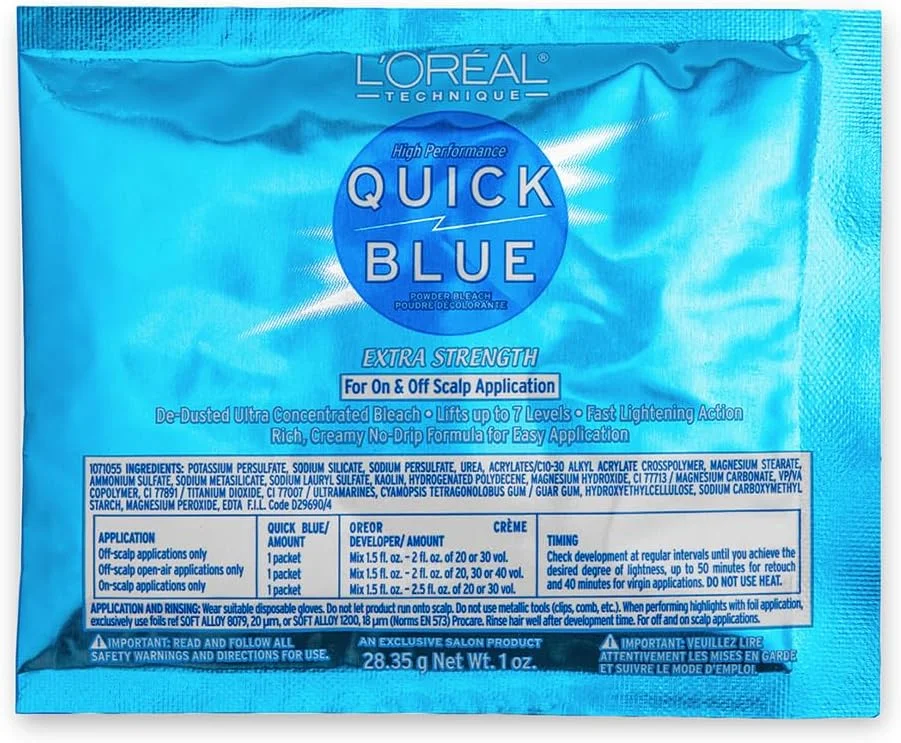 L'ORÉAL®
TECHNIQUE
High Performance
QUICK
BLUE
POWDER BLEACH
POUDRE DÉCOLORANTE
EXTRA STRENGTH
For On & Off Scalp Application
De-Dusted Ultra Concentrated Bleach • Lifts up to 7 Levels • Fast Lightening Action
Rich, Creamy No-Drip Formula for Easy Application
1071055 INGREDIENTS: POTASSIUM PERSULFATE, SODIUM SILICATE, SODIUM PERSULFATE, UREA, ACRYLATES/C10-30 ALKYL ACRYLATE CROSSPOLYMER, MAGNESIUM STEARATE,
AMMONIUM SULFATE, SODIUM METASILICATE, SODIUM LAURYL SULFATE, KAOLIN, HYDROGENATED POLYDECENE, MAGNESIUM HYDROXIDE, CI 77713 / MAGNESIUM CARBONATE, VP/VA
COPOLYMER, CI 77891 / TITANIUM DIOXIDE, CI 77007 / ULTRAMARINES, CYAMOPSIS TETRAGONOLOBUS GUM / GUAR GUM, HYDROXYETHYLCELLULOSE, SODIUM CARBOXYMETHYL
STARCH, MAGNESIUM PEROXIDE, EDTA F.I.L. Code D29690/4
APPLICATION
Off-scalp applications only
Off-scalp open-air applications only
On-scalp applications only
QUICK BLUE/
AMOUNT
1 packet
1 packet
1 packet
OREOR CRÈME
DEVELOPER/ AMOUNT
Mix 1.5 fl. oz. - 2 fl. oz. of 20 or 30 vol.
Mix 1.5 fl. oz. - 2 fl. oz. of 20, 30 or 40 vol.
Mix 1.5 fl. oz. - 2.5 fl. oz. of 20 or 30 vol.
TIMING
Check development at regular intervals until you achieve the
desired degree of lightness, up to 50 minutes for retouch
and 40 minutes for virgin applications. DO NOT USE HEAT.
APPLICATION AND RINSING: Wear suitable disposable gloves. Do not let product run onto scalp. Do not use metallic tools (clips, comb, etc.). When performing highlights with foil application,
exclusively use foils ref SOFT ALLOY 8079, 20 µm, or SOFT ALLOY 1200, 18 µm (Norms EN 573) Procare. Rinse hair well after development time. For off and on scalp applications.
IMPORTANT: READ AND FOLLOW ALL
SAFETY WARNINGS AND DIRECTIONS FOR USE.
AN EXCLUSIVE SALON PRODUCT
28.35 g Net Wt. 1 oz.
IMPORTANT: VEUILLEZ LIRE
ATTENTIVEMENT LES MISES EN GARDE
ET SUIVRE LE MODE D'EMPLOI.